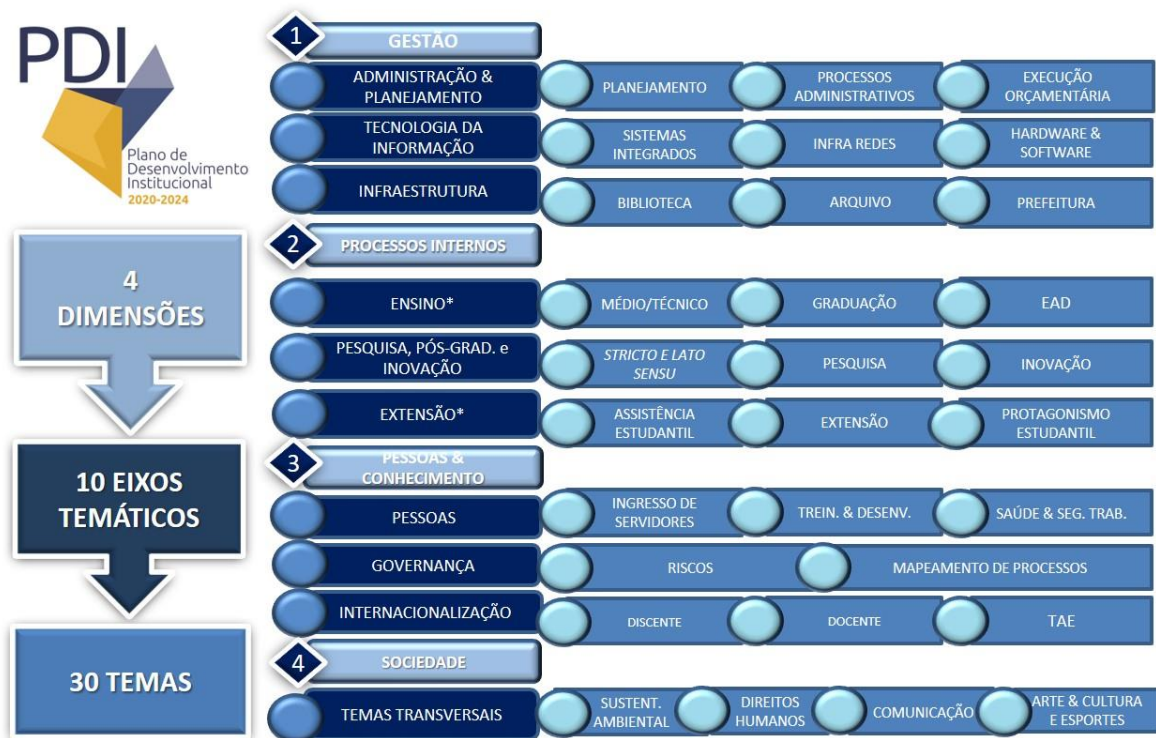 PDI
Plano de
Desenvolvimento
Institucional
2020-2024
4
DIMENSÕES
10 EIXOS
TEMÁTICOS
30 TEMAS
1
GESTÃO
ADMINISTRAÇÃO &
PLANEJAMENTO
PLANEJAMENTO
PROCESSOS
ADMINISTRATIVOS
EXECUÇÃO
ORÇAMENTÁRIA
TECNOLOGIA DA
INFORMAÇÃO
SISTEMAS
INTEGRADOS
INFRA REDES
HARDWARE &
SOFTWARE
INFRAESTRUTURA
BIBLIOTECA
ARQUIVO
PREFEITURA
2
PROCESSOS INTERNOS
ENSINO*
MÉDIO/TÉCNICO
GRADUAÇÃO
EAD
PESQUISA, PÓS-GRAD. e
INOVAÇÃO
STRICTO E LATO
SENSU
PESQUISA
INOVAÇÃO
EXTENSÃO*
ASSISTÊNCIA
ESTUDANTIL
EXTENSÃO
PROTAGONISMO
ESTUDANTIL
3
PESSOAS &
CONHECIMENTO
PESSOAS
INGRESSO DE
SERVIDORES
TREIN. & DESENV.
SAÚDE & SEG. TRAB.
GOVERNANÇA
RISCOS
MAPEAMENTO DE PROCESSOS
INTERNACIONALIZAÇÃO
DISCENTE
DOCENTE
TAE
4
SOCIEDADE
TEMAS TRANSVERSAIS
SUSTENT.
AMBIENTAL
DIREITOS
HUMANOS
COMUNICAÇÃO
ARTE & CULTURA
E ESPORTES